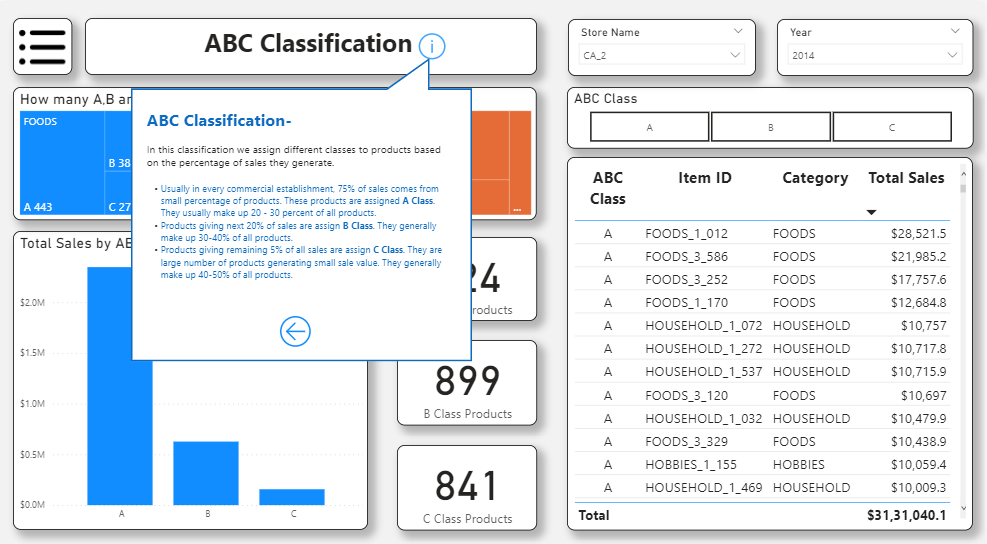 ABC Classification
i
Store Name
CA_2
Year
2014
How many A,B ar
FOODS
B 38
A 443
C 27
...
ABC Classification-
In this classification we assign different classes to products based
on the percentage of sales they generate.
• Usually in every commercial establishment, 75% of sales comes from
small percentage of products. These products are assigned A Class.
They usually make up 20 - 30 percent of all products.
• Products giving next 20% of sales are assign B Class. They generally
make up 30-40% of all products.
• Products giving remaining 5% of all sales are assign C Class. They are
large number of products generating small sale value. They generally
make up 40-50% of all products.
ABC Class
A
B
C
Total Sales by AB
$2.0M
$1.5M
$1.0M
$0.5M
$0.0M
A
B
C
24
roducts
899
B Class Products
841
C Class Products
ABC Class Item ID Category Total Sales
A FOODS_1_012 FOODS $28,521.5
A FOODS_3_586 FOODS $21,985.2
A FOODS_3_252 FOODS $17,757.6
A FOODS_1_170 FOODS $12,684.8
A HOUSEHOLD_1_072 HOUSEHOLD $10,757
A HOUSEHOLD_1_272 HOUSEHOLD $10,717.8
A HOUSEHOLD_1_537 HOUSEHOLD $10,715.9
A FOODS_3_120 FOODS $10,697
A HOUSEHOLD_1_032 HOUSEHOLD $10,479.9
A FOODS_3_329 FOODS $10,438.9
A HOBBIES_1_155 HOBBIES $10,059.4
A HOUSEHOLD_1_469 HOUSEHOLD $10,009.3
Total $31,31,040.1